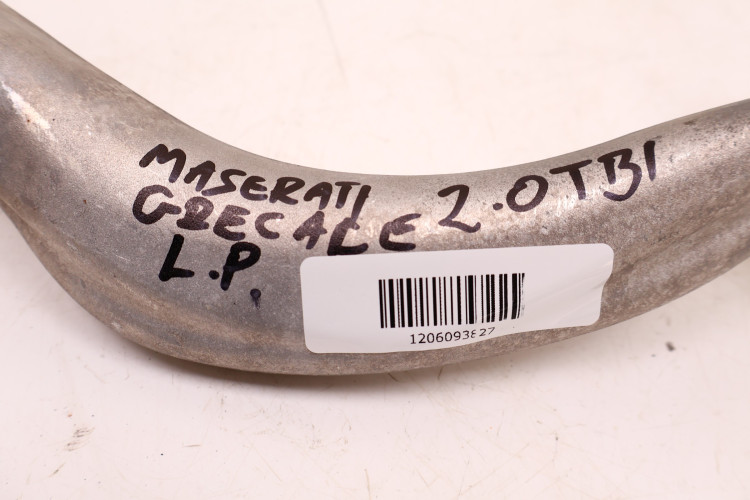 MASERATI
GRECALE 2.0TBI
L.P.
1206093827